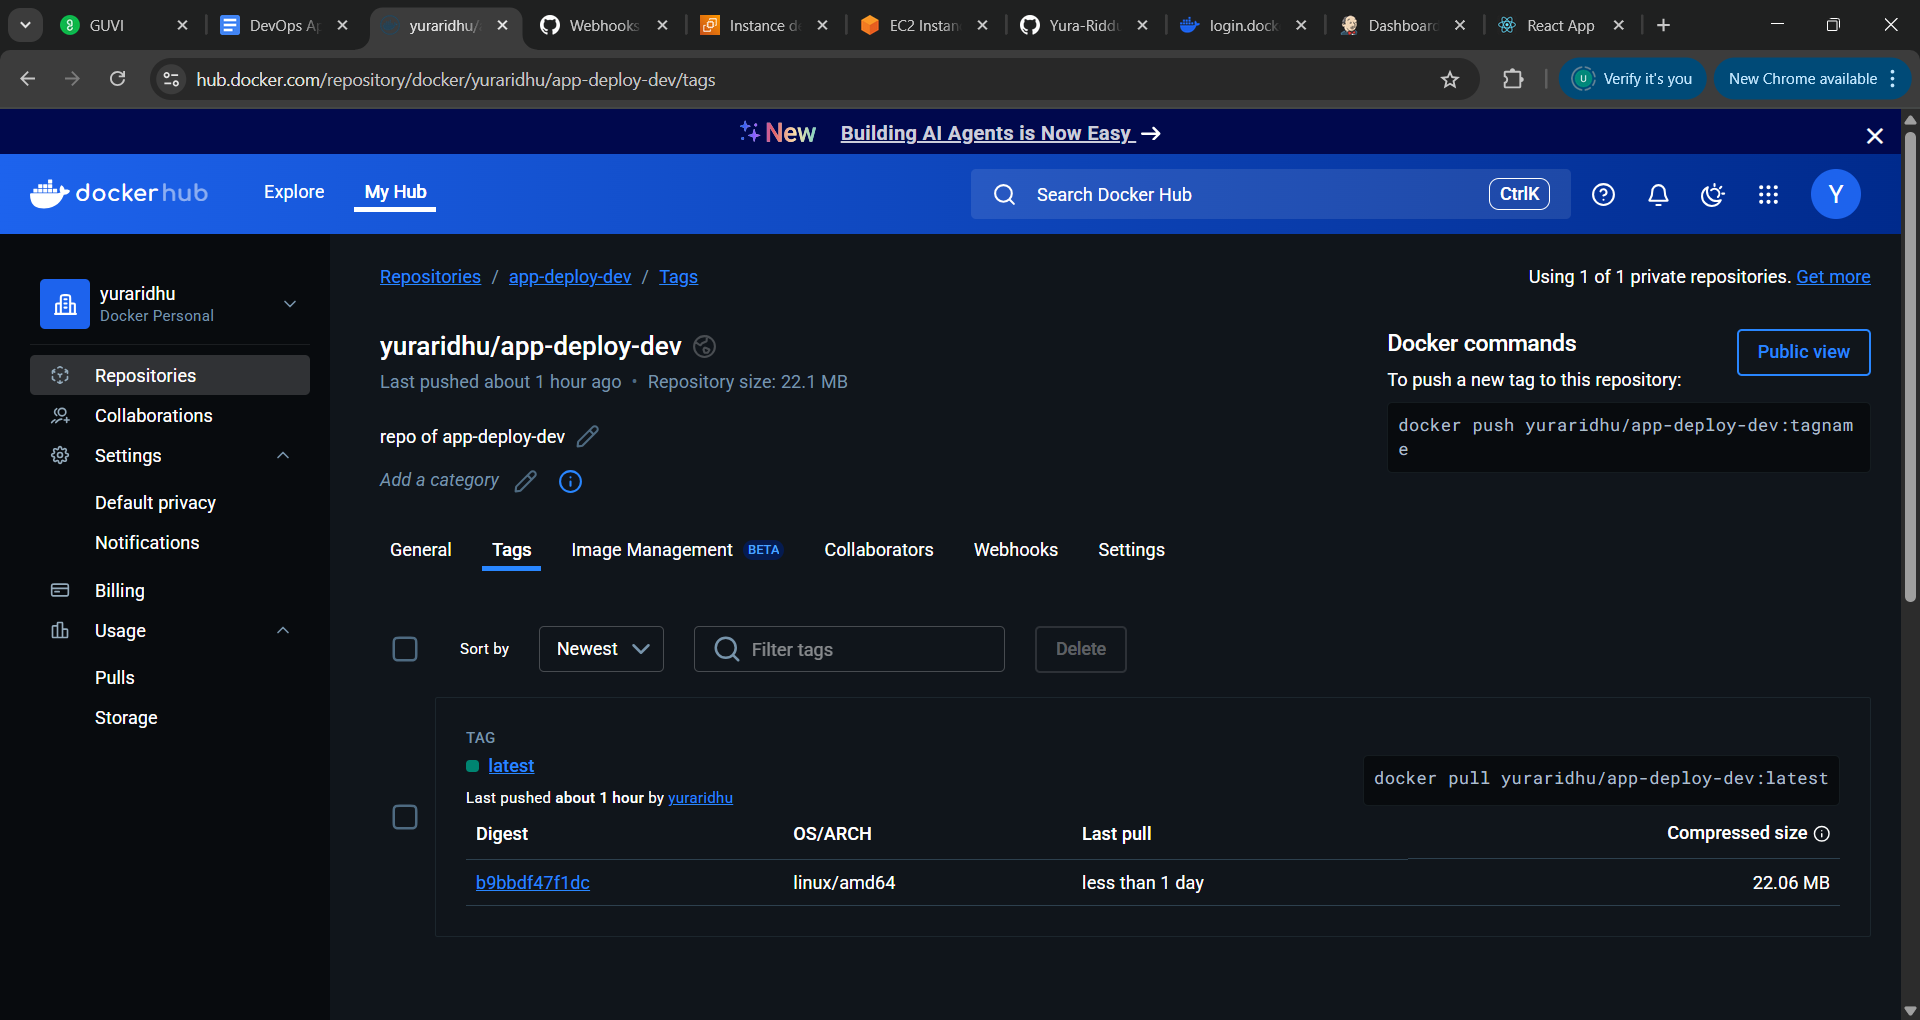 GUVI
DevOps Ap
yuraridhu/
Webhooks
Instance de
EC2 Instan
Yura-Riddu
login.dock
Dashboard
React App
hub.docker.com/repository/docker/yuraridhu/app-deploy-dev/tags
U
Verify it's you
New Chrome available
New
Building AI Agents is Now Easy →
dockerhub
Explore
My Hub
Search Docker Hub
CtrlK
Y
yuraridhu
Docker Personal
Repositories
Collaborations
Settings
Default privacy
Notifications
Billing
Usage
Pulls
Storage
Repositories / app-deploy-dev / Tags
Using 1 of 1 private repositories. Get more
yuraridhu/app-deploy-dev
Last pushed about 1 hour ago • Repository size: 22.1 MB
repo of app-deploy-dev
Add a category
Docker commands
Public view
To push a new tag to this repository:
docker push yuraridhu/app-deploy-dev:tagnam
e
General
Tags
Image Management BETA
Collaborators
Webhooks
Settings
Sort by
Newest
Filter tags
Delete
TAG
latest
docker pull yuraridhu/app-deploy-dev:latest
Last pushed about 1 hour by yuraridhu
Digest OS/ARCH Last pull Compressed size
b9bbdf47f1dc linux/amd64 less than 1 day 22.06 MB